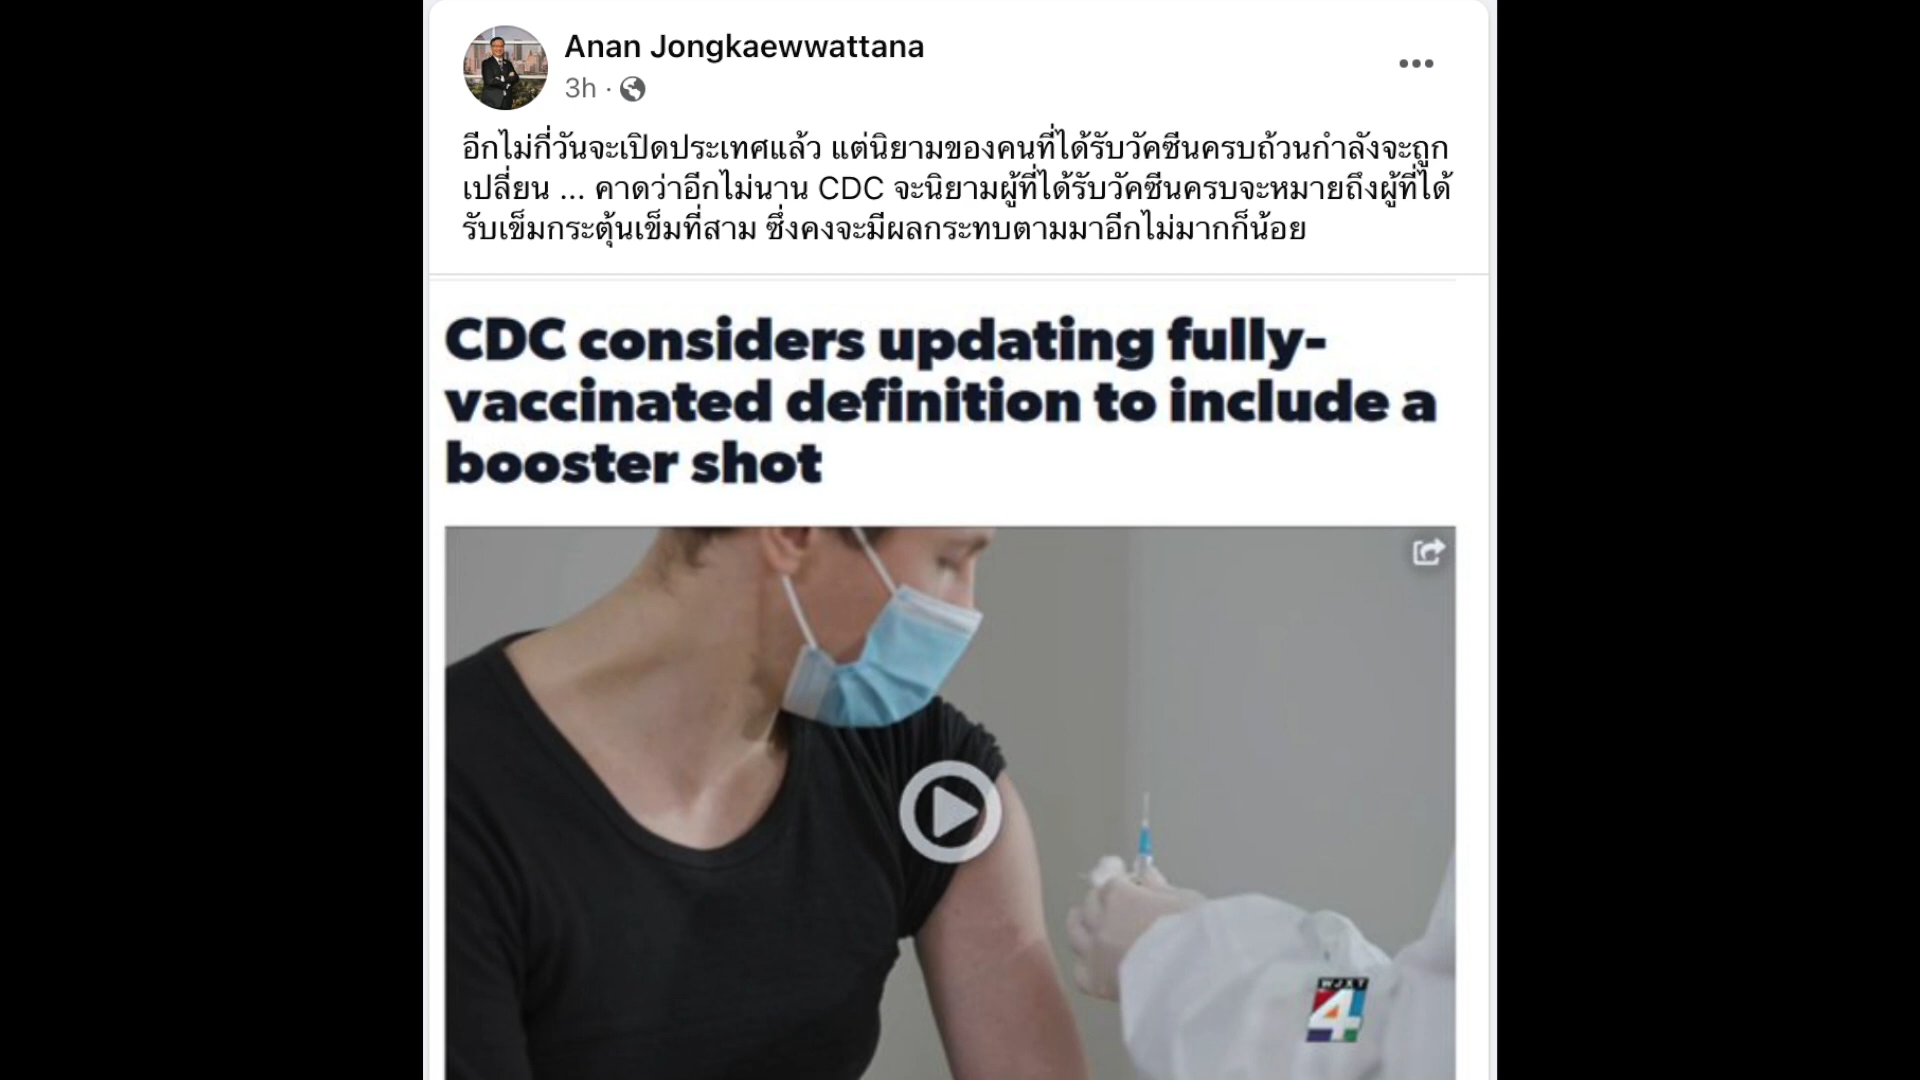 Anan Jongkaewwattana
3h ·
อีกไม่กี่วันจะเปิดประเทศแล้ว แต่นิยามของคนที่ได้รับวัคซีนครบถ้วนกำลังจะถูก
เปลี่ยน ... คาดว่าอีกไม่นาน CDC จะนิยามผู้ที่ได้รับวัคซีนครบจะหมายถึงผู้ที่ได้
รับเข็มกระตุ้นเข็มที่สาม ซึ่งคงจะมีผลกระทบตามมาอีกไม่มากก็น้อย
CDC considers updating fully-
vaccinated definition to include a
booster shot
WJXT
4